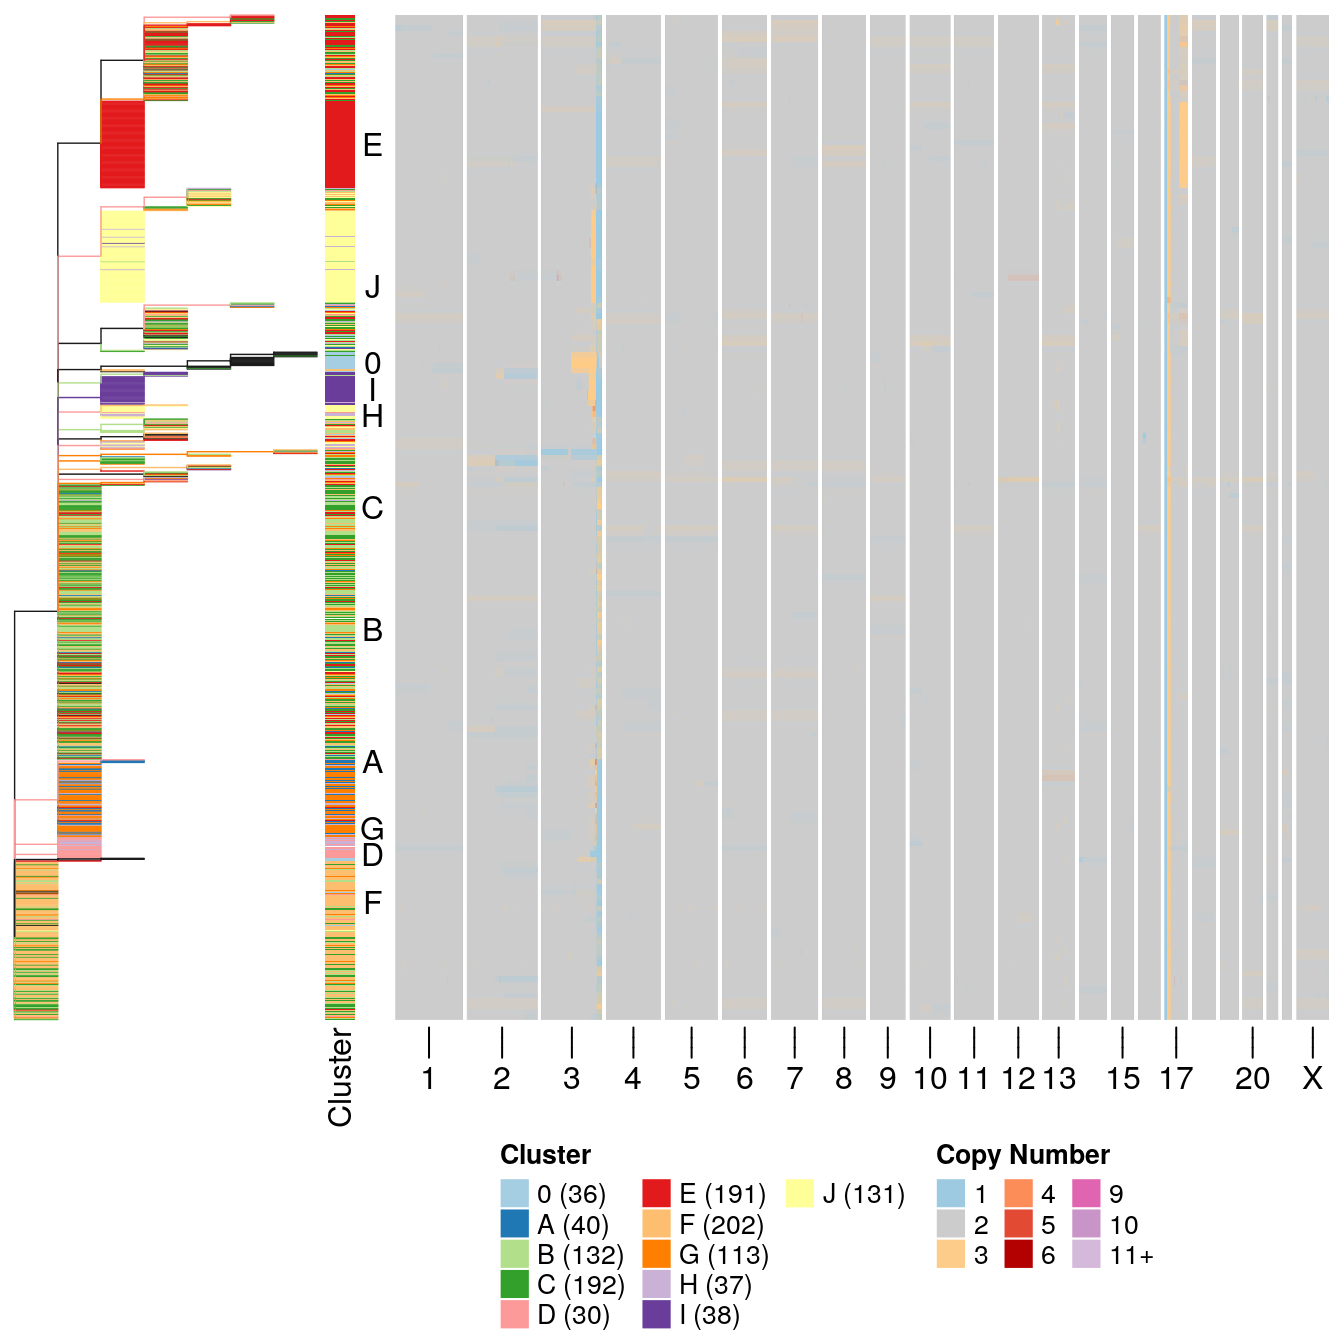 E
J
0
I
H
C
B
A
G
D
F
Cluster
1 2 3 4 5 6 7 8 9 10 11 12 13 15 17 20 X
Cluster
0 (36)
A (40)
B (132)
C (192)
D (30)
E (191)
F (202)
G (113)
H (37)
I (38)
J (131)
Copy Number
1
2
3
4
5
6
9
10
11+